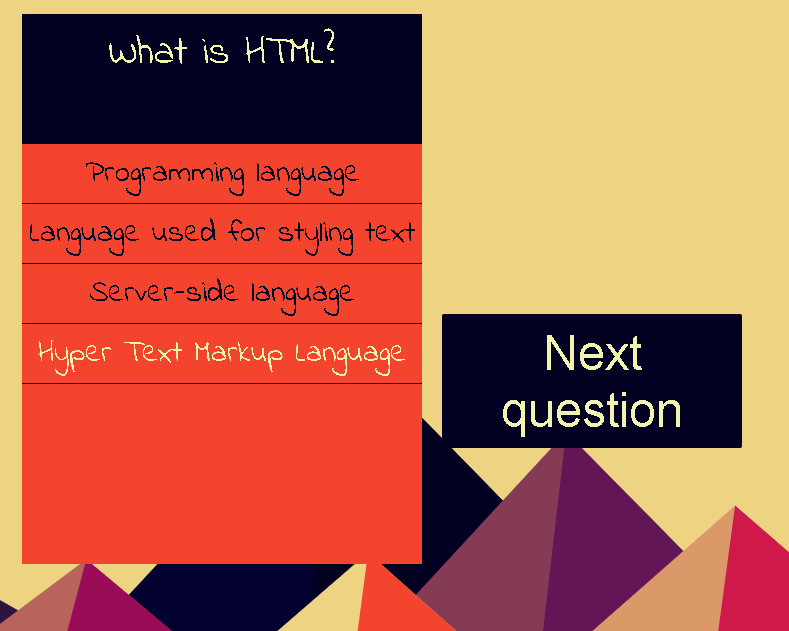 What is HTML?
Programming language
Language used for styling text
Server-side language
Hyper Text Markup Language
Next
question